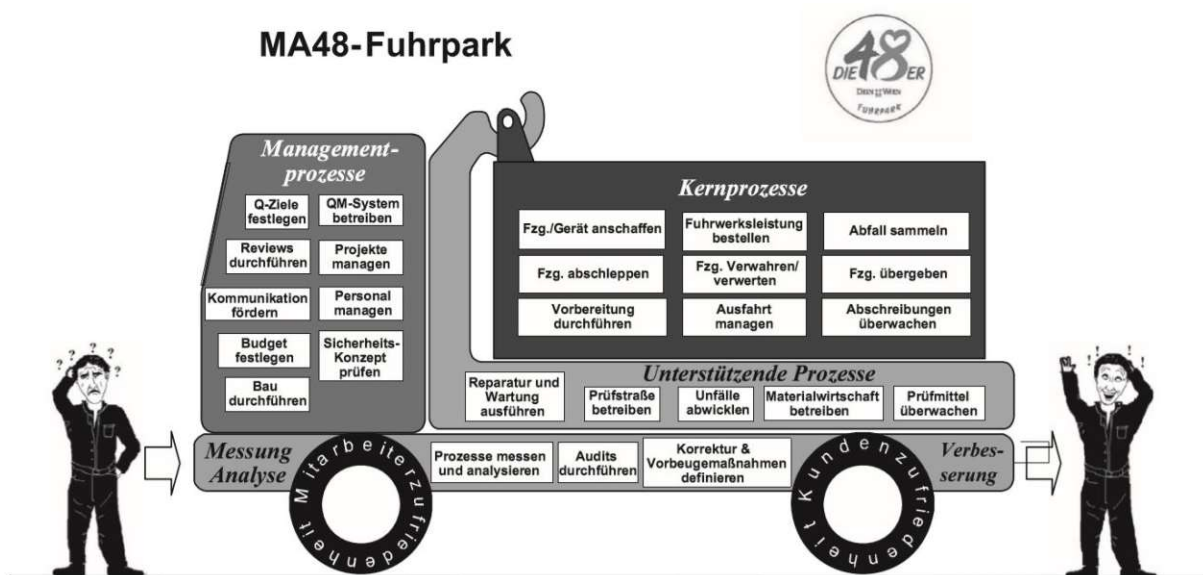 MA48-Fuhrpark
DIE 48ER
FUHRPARK
Management-
prozesse
Q-Ziele
festlegen
QM-System
betreiben
Reviews
durchführen
Projekte
managen
Kommunikation
fördern
Personal
managen
Budget
festlegen
Sicherheits-
Konzept
prüfen
Bau
durchführen
Kernprozesse
Fzg./Gerät anschaffen
Fuhrwerksleistung
bestellen
Abfall sammeln
Fzg. abschleppen
Fzg. Verwahren/
verwerten
Fzg. übergeben
Vorbereitung
durchführen
Ausfahrt
managen
Abschreibungen
überwachen
Unterstützende Prozesse
Reparatur und
Wartung
ausführen
Prüfstraße
betreiben
Unfälle
abwicklen
Materialwirtschaft
betreiben
Prüfmittel
überwachen
? ? ? ? ?
! ! ! !
Messung
Analyse
Mitarbeiterzufriedenheit
Prozesse messen
und analysieren
Audits
durchführen
Korrektur &
Vorbeugemaßnahmen
definieren
Kundenzufriedenheit
Verbes-
serung